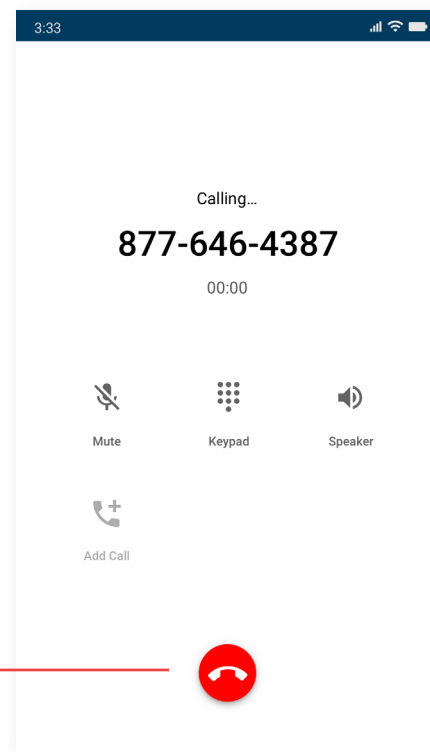 3:33
Calling...
877-646-4387
00:00
Mute Keypad Speaker
Add Call